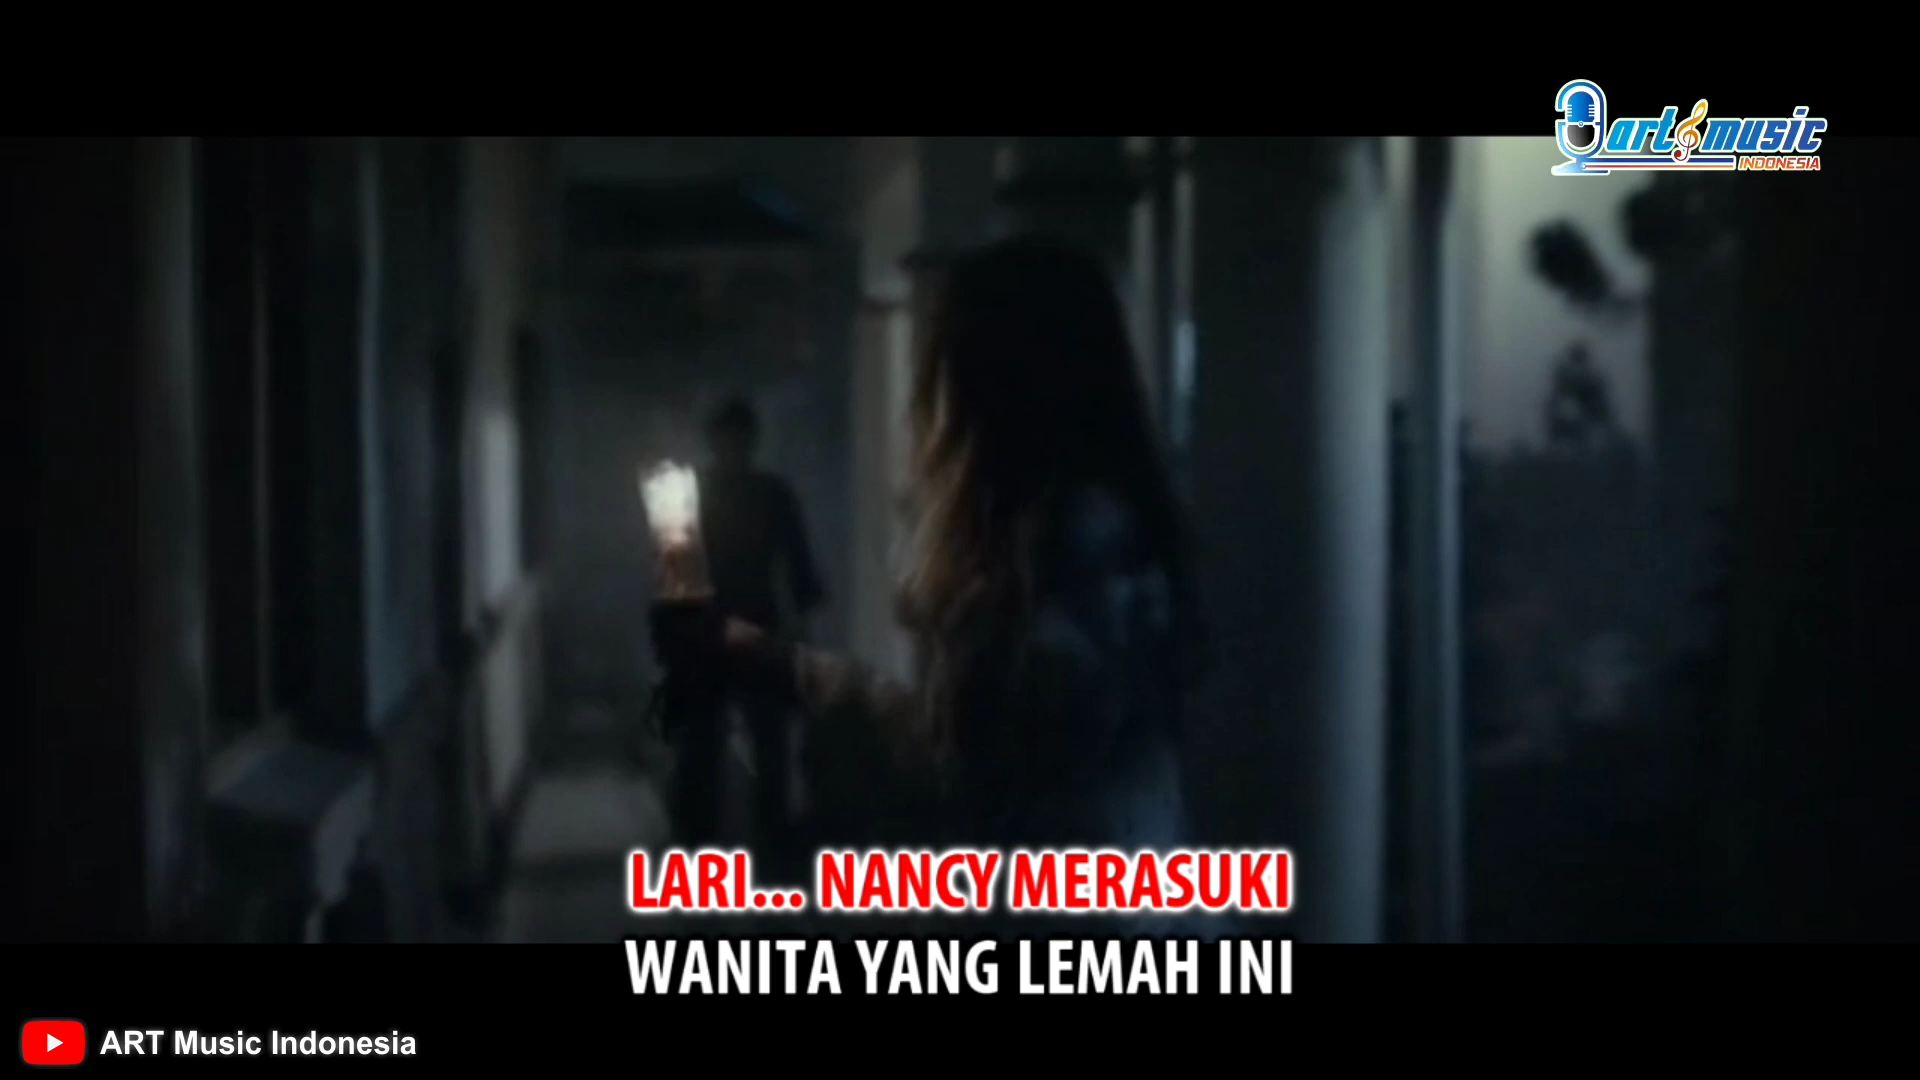 art music
INDONESIA
LARI... NANCY MERASUKI
WANITA YANG LEMAH INI
ART Music Indonesia